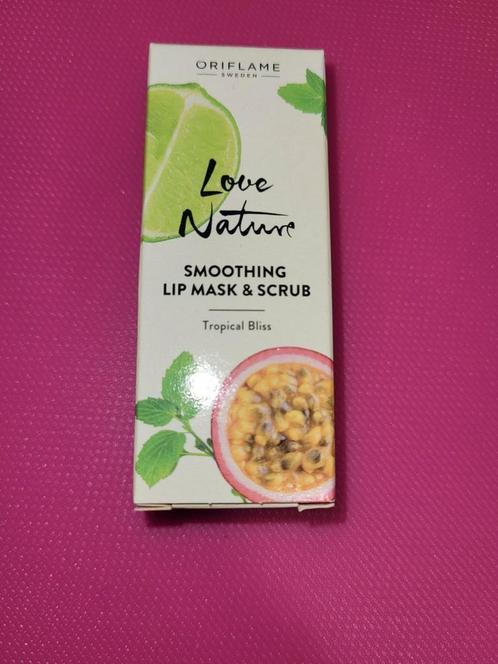 ORIFLAME
SWEDEN
Love
Nature
SMOOTHING
LIP MASK & SCRUB
Tropical Bliss